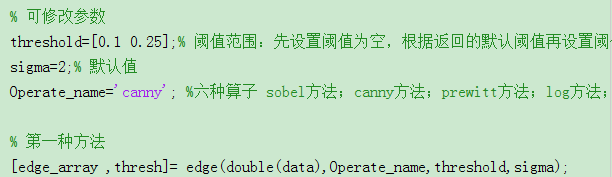 % 可修改参数
threshold=[0.1 0.25];% 阈值范围: 先设置阈值为空, 根据返回的默认阈值再设置阈
sigma=2;% 默认值
Operate_name='canny'; %六种算子 sobel方法; canny方法; prewitt方法; log方法;
% 第一种方法
[edge_array ,thresh]= edge(double(data),Operate_name,threshold,sigma);